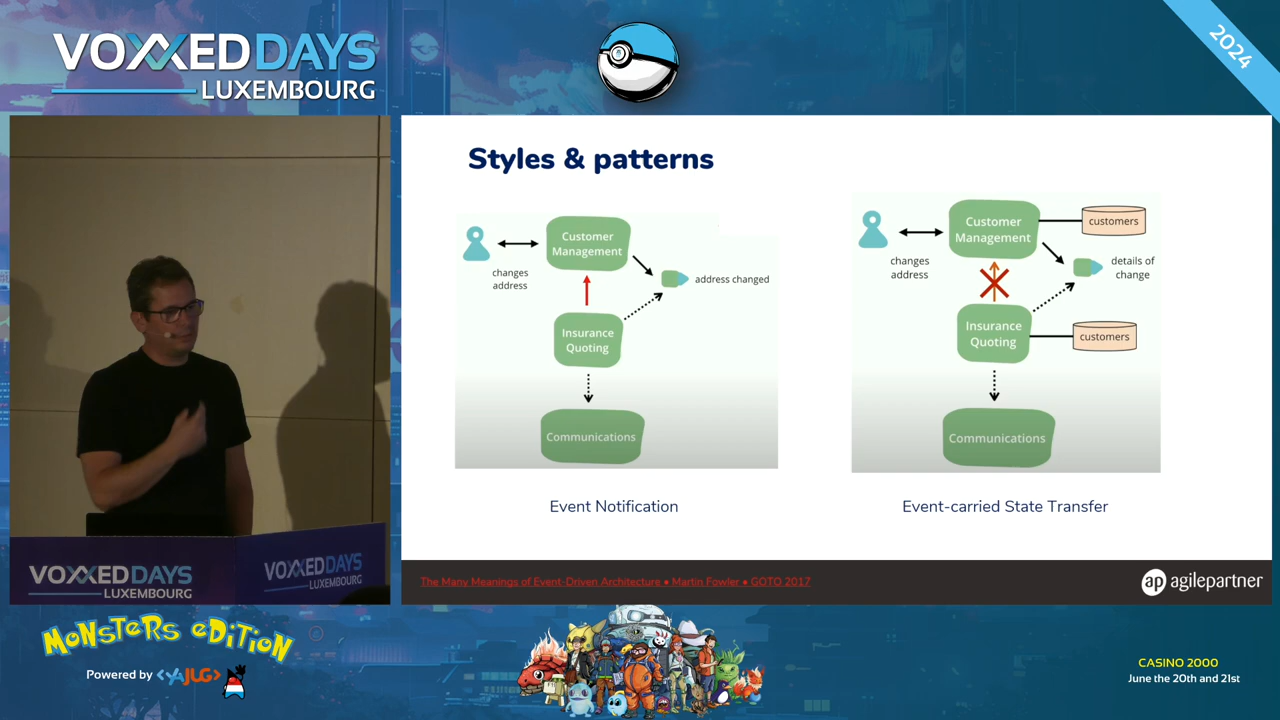 VOXXEDDAYS
LUXEMBOURG
2024
Styles & patterns
Customer
Management
changes
address
address changed
Insurance
Quoting
Communications
Event Notification
Customer
Management
customers
changes
address
details of
change
Insurance
Quoting
customers
Communications
Event-carried State Transfer
The Many Meanings of Event-Driven Architecture • Martin Fowler • GOTO 2017
ap agilepartner
VOXXEDDAYS
LUXEMBOURG
VOXXEDDAYS
LUXEMBOURG
MONSTERS EDITION ©
Powered by <YAJUG>
CASINO 2000
June the 20th and 21st